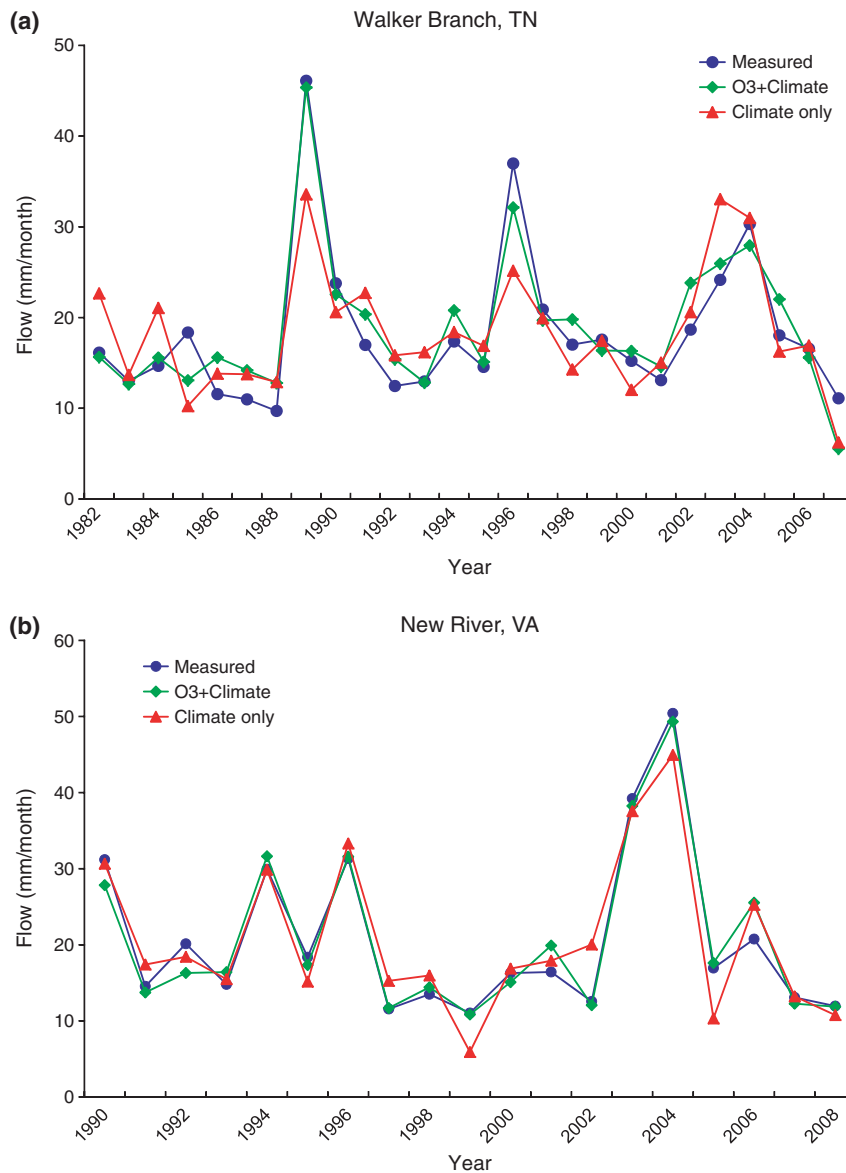 (a)
Walker Branch, TN
50
40
30
20
10
0
Flow (mm/month)
Measured
O3+Climate
Climate only
1982
1984
1986
1988
1990
1992
1994
1996
1998
2000
2002
2004
2006
Year
(b)
New River, VA
60
50
40
30
20
10
0
Flow (mm/month)
Measured
O3+Climate
Climate only
1990
1992
1994
1996
1998
2000
2002
2004
2006
2008
Year